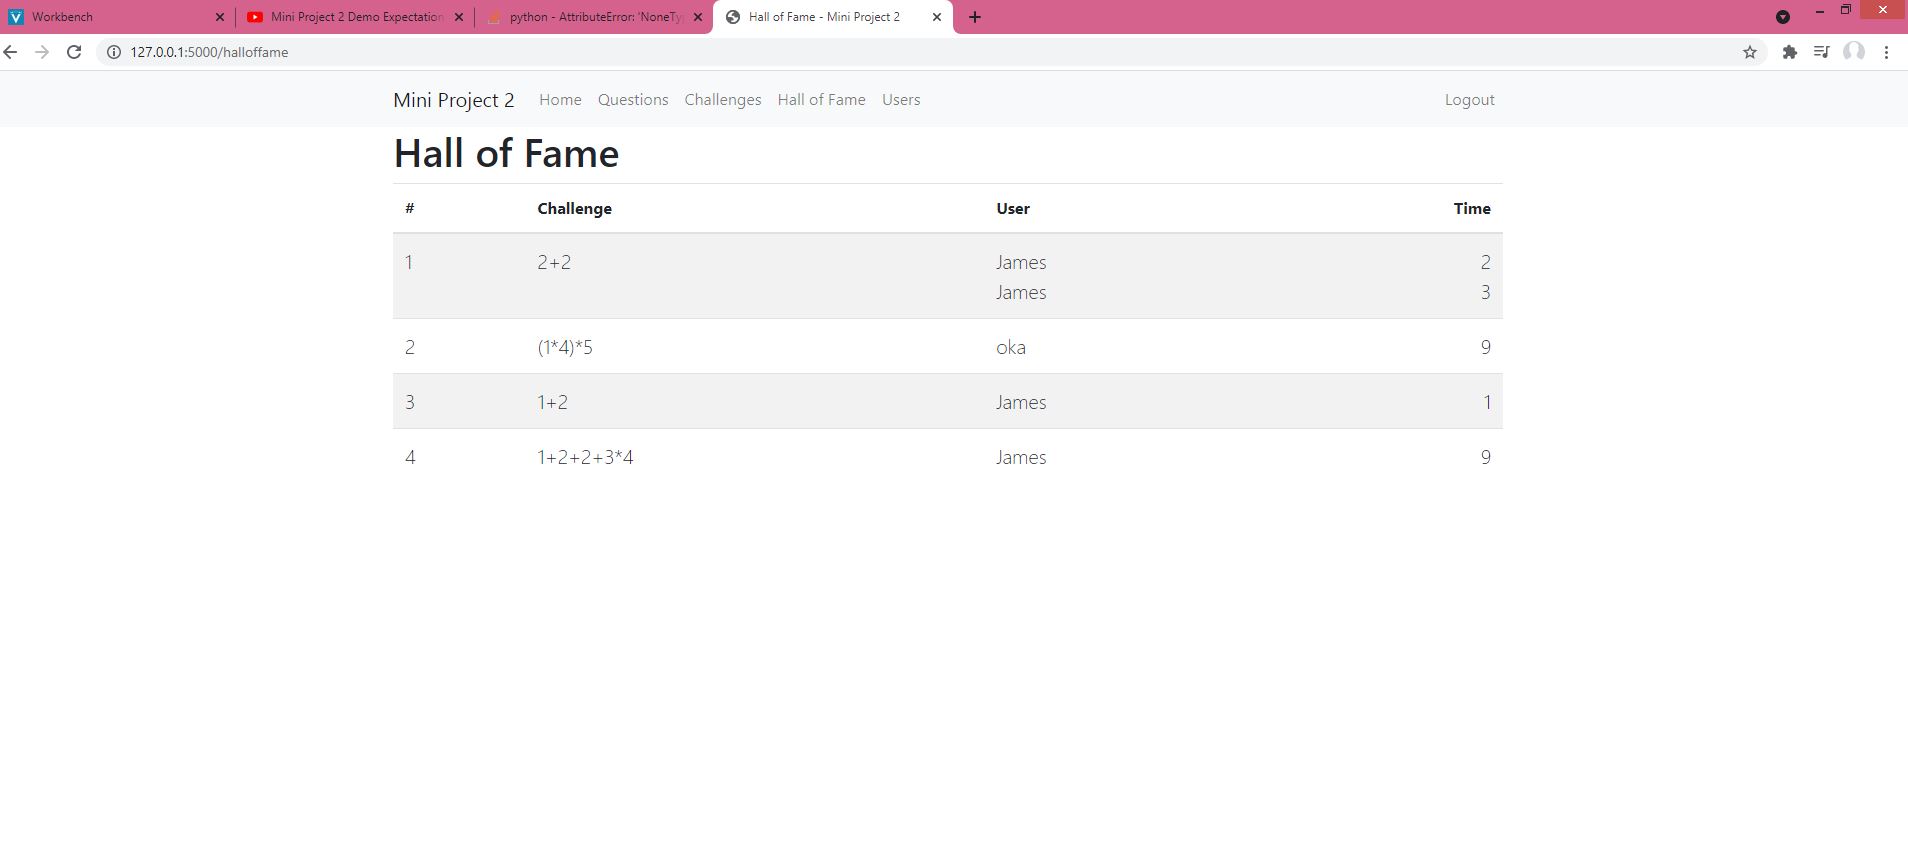 Workbench
Mini Project 2 Demo Expectation
python - AttributeError: 'NoneTy
Hall of Fame - Mini Project 2
127.0.0.1:5000/halloffame
Mini Project 2 Home Questions Challenges Hall of Fame Users Logout
Hall of Fame
# Challenge User Time
1 2+2 James 2
James 3
2 (1*4)*5 oka 9
3 1+2 James 1
4 1+2+2+3*4 James 9